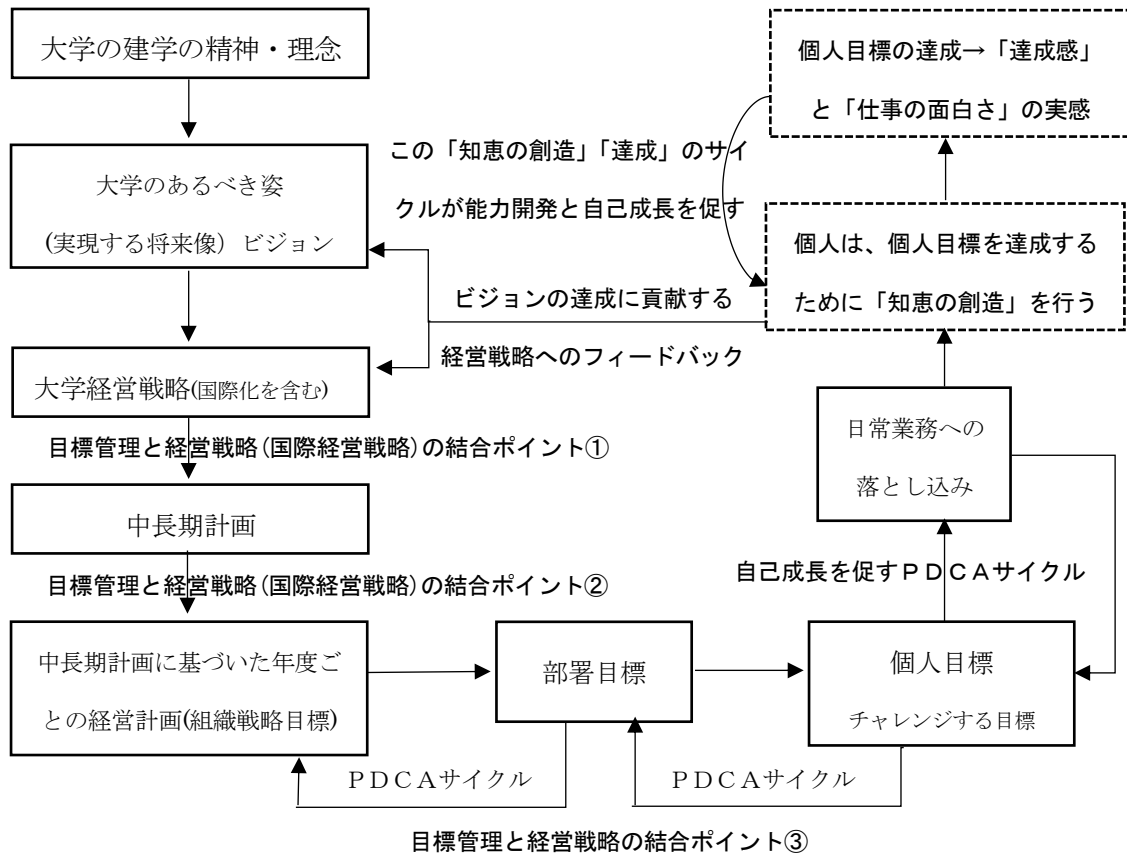 大学の建学の精神・理念
個人目標の達成→「達成感」
と「仕事の面白さ」の実感
この「知恵の創造」「達成」のサイ
クルが能力開発と自己成長を促す
大学のあるべき姿
(実現する将来像）ビジョン
個人は、個人目標を達成する
ために「知恵の創造」を行う
ビジョンの達成に貢献する
経営戦略へのフィードバック
大学経営戦略(国際化を含む)
目標管理と経営戦略(国際経営戦略)の結合ポイント①
日常業務への
落とし込み
中長期計画
目標管理と経営戦略(国際経営戦略)の結合ポイント②
自己成長を促すＰＤＣＡサイクル
中長期計画に基づいた年度ご
との経営計画(組織戦略目標)
部署目標
個人目標
チャレンジする目標
ＰＤＣＡサイクル
ＰＤＣＡサイクル
目標管理と経営戦略の結合ポイント③